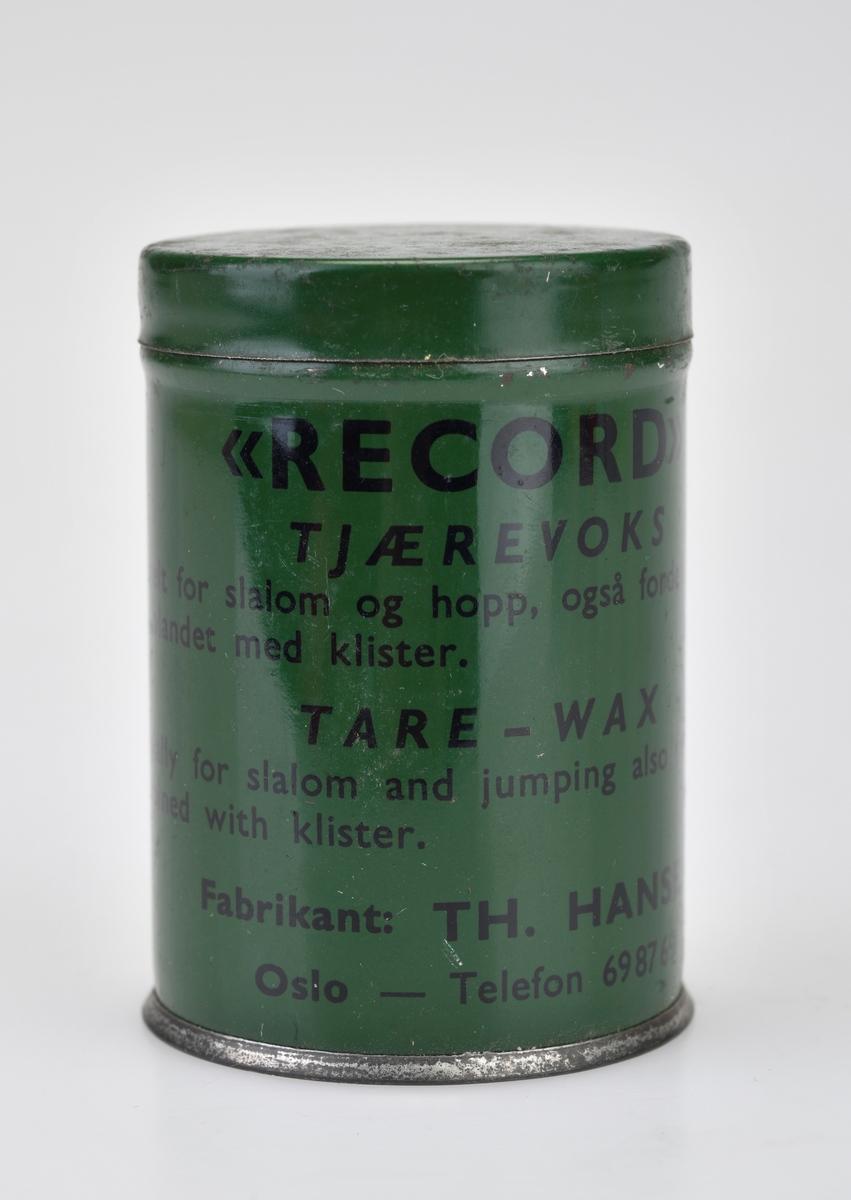 «RECORD»
TJÆREVOKS
for slalom og hopp, også
med klister.
TARE-WAX
for slalom and jumping also
with klister.
Fabrikant: TH.
Oslo — Telefon